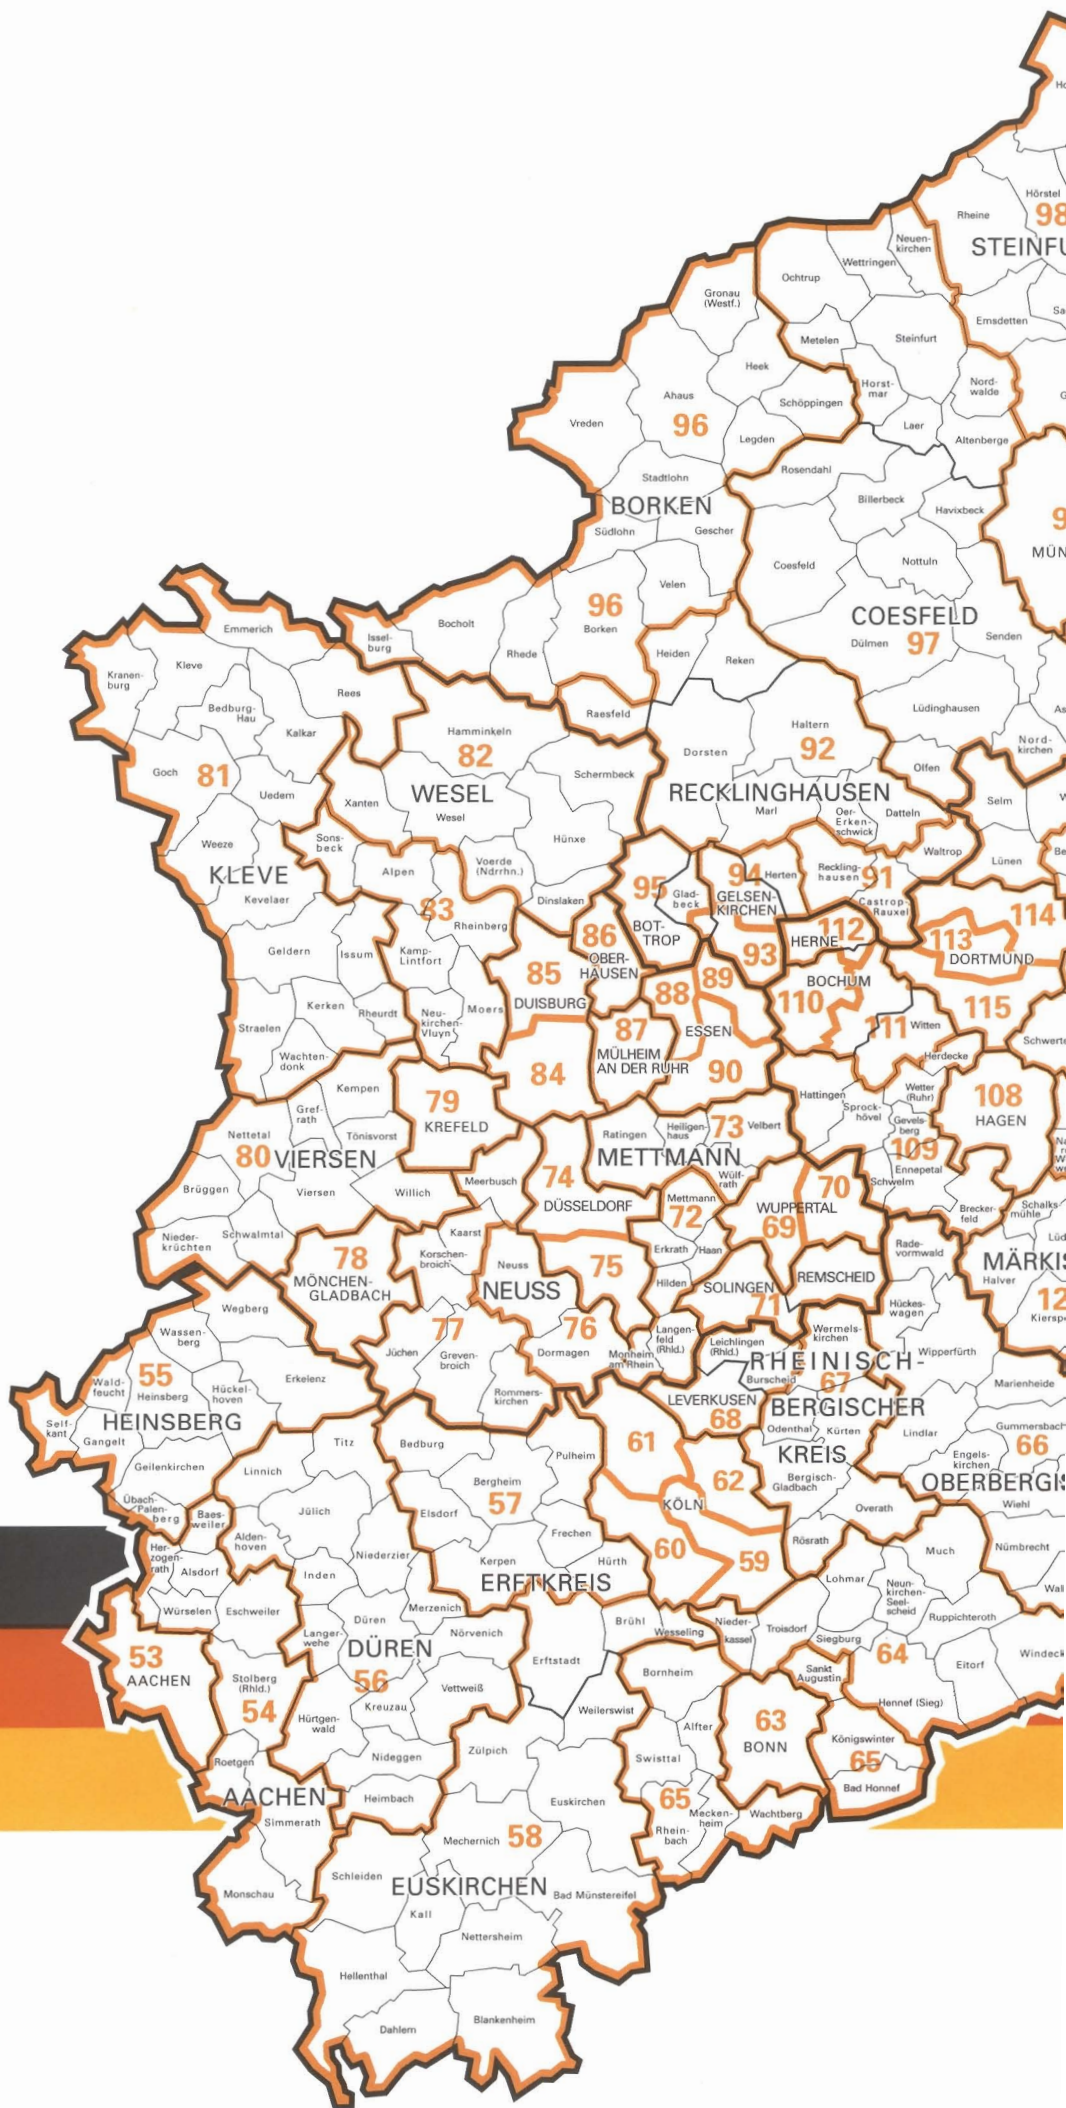 Ho
Hörstel
Rheine
98
STEINFU
Neuen-
kirchen
Wettringen
Ochtrup
Gronau
(Westf.)
Sa
Emsdetten
Metelen
Steinfurt
Heek
Nord-
walde
Horst-
mar
Ahaus
Schöppingen
G
Vreden
96
Laer
Legden
Altenberge
Stadtlohn
Rosendahl
BORKEN
Billerbeck
Havixbeck
9
Südlohn
Gescher
MÜN
Coesfeld
Nottuln
Velen
96
Borken
COESFELD
Dülmen
97
Senden
Emmerich
Bocholt
Issel-
burg
Rhede
Heiden
Reken
Kleve
Kranen-
burg
Rees
Bedburg-
Hau
Kalkar
Raesfeld
Lüdinghausen
As
Hamminkeln
82
Haltern
92
Dorsten
Nord-
kirchen
Goch
81
Schermbeck
Olfen
Uedem
Xanten
WESEL
Wesel
RECKLINGHAUSEN
Marl
Oer-
Erken-
schwick
Datteln
Selm
W
Weeze
Sons-
beck
Hünxe
Waltrop
Lünen
Be
KLEVE
Kevelaer
Alpen
Voerde
(Ndrrhn.)
95
Glad-
beck
94
Herten
GELSEN-
KIRCHEN
Reckling-
hausen
91
Castrop-
Rauxel
Dinslaken
83
Rheinberg
BOT-
TROP
114
112
HERNE
113
DORTMUND
Geldern
Issum
Kamp-
Lintfort
86
OBER-
HAUSEN
93
85
DUISBURG
89
88
BOCHUM
110
Kerken
Rheurdt
Neu-
kirchen-
Vluyn
Moers
115
Straelen
87
MÜLHEIM
AN DER RUHR
ESSEN
111
Witten
Schwerte
Wachten-
donk
84
90
Herdecke
Kempen
79
KREFELD
Hattingen
Wetter
(Ruhr)
108
HAGEN
Gref-
rath
Sprock-
hövel
Gevels-
berg
Nettetal
Tönisvorst
Ratingen
Heiligen-
haus
73
Velbert
109
Ennepetal
80
VIERSEN
METTMANN
Wülf-
rath
Schwelm
Brüggen
Viersen
Willich
Meerbusch
74
DÜSSELDORF
Mettmann
72
WUPPERTAL
69
70
Brecker-
feld
Schalks-
mühle
Nieder-
krüchten
Schwalmtal
Kaarst
Lüd
78
MÖNCHEN-
GLADBACH
Korschen-
broich
Neuss
NEUSS
75
Erkrath
Haan
Rade-
vormwald
MÄRKIS
Halver
12
Kierspe
Hilden
SOLINGEN
71
REMSCHEID
Hückes-
wagen
Wegberg
Wassen-
berg
77
76
Dormagen
Langen-
feld
(Rhld.)
Leichlingen
(Rhld.)
Wermels-
kirchen
Monheim
am Rhein
Jüchen
Greven-
broich
RHEINISCH-
Wipperfürth
Burscheid
67
Wald-
feucht
55
Heinsberg
Hückel-
hoven
Erkelenz
Rommers-
kirchen
LEVERKUSEN
68
BERGISCHER
Marienheide
Self-
kant
HEINSBERG
Gangelt
Odenthal
Kürten
Lindlar
Gummersbach
66
Titz
Bedburg
Pulheim
61
KREIS
Engels-
kirchen
Geilenkirchen
Linnich
Bergheim
57
62
Bergisch-
Gladbach
OBERBERGIS
Wiehl
Übach-
Palen-
berg
Baes-
weiler
Jülich
Elsdorf
KÖLN
Overath
Alden-
hoven
Frechen
Rösrath
Her-
zogen-
rath
Alsdorf
Niederzier
Kerpen
Hürth
60
59
Much
Nümbrecht
Inden
ERFTKREIS
Lohmar
Neun-
kirchen-
Seel-
scheid
Wal
Würselen
Eschweiler
Düren
Merzenich
Brühl
Wesseling
Nieder-
kassel
Troisdorf
Ruppichteroth
Langer-
wehe
DÜREN
Nörvenich
Siegburg
53
AACHEN
64
Windeck
Erftstadt
Bornheim
Sankt
Augustin
Eitorf
Stolberg
(Rhld.)
54
56
Kreuzau
Vettweiß
Hennef (Sieg)
Hürtgen-
wald
Weilerswist
Alfter
63
BONN
Königswinter
65
Bad Honnef
Roetgen
Nideggen
Zülpich
Swisttal
AACHEN
Heimbach
Euskirchen
65
Simmerath
Mecken-
heim
Wachtberg
Rhein-
bach
Mechernich
58
Schleiden
EUSKIRCHEN
Bad Münstereifel
Monschau
Kall
Nettersheim
Hellenthal
Blankenheim
Dahlem